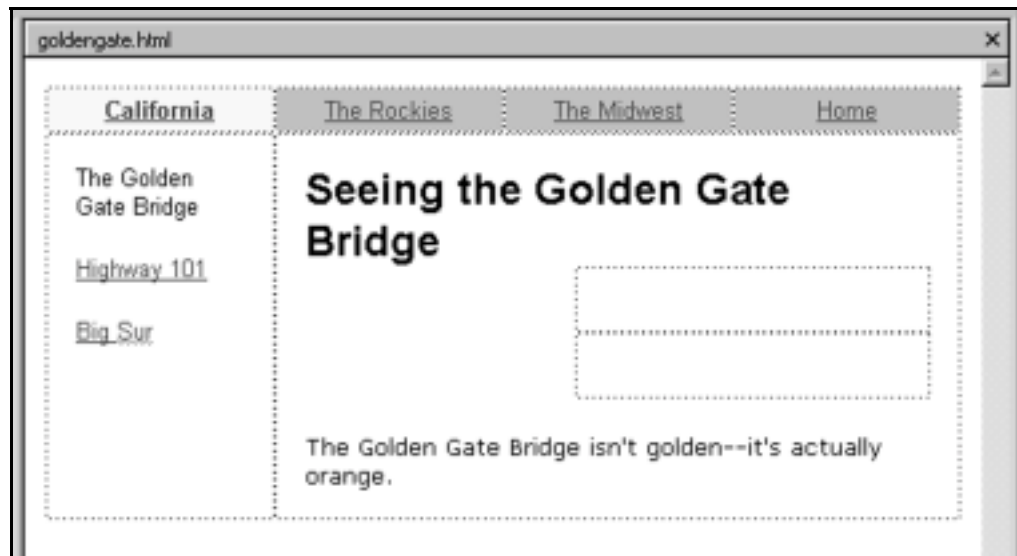 goldengate.html
California The Rockies The Midwest Home
The Golden
Gate Bridge
Highway 101
Big Sur
Seeing the Golden Gate
Bridge
The Golden Gate Bridge isn't golden--it's actually
orange.